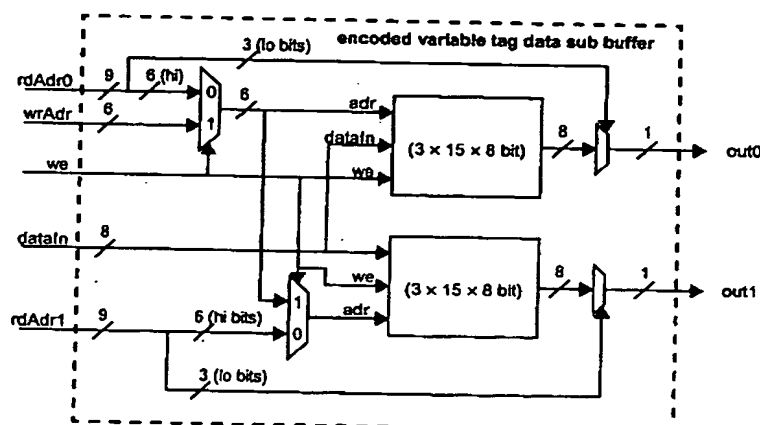 3 (lo bits)
encoded variable tag data sub buffer
rdAdr0
9
6 (hi)
0
6
adr
wrAdr
6
1
dataIn
(3 × 15 × 8 bit)
8
1
out0
we
we
dataIn
8
we
(3 × 15 × 8 bit)
8
1
out1
1
adr
rdAdr1
9
6 (hi bits)
0
3 (lo bits)